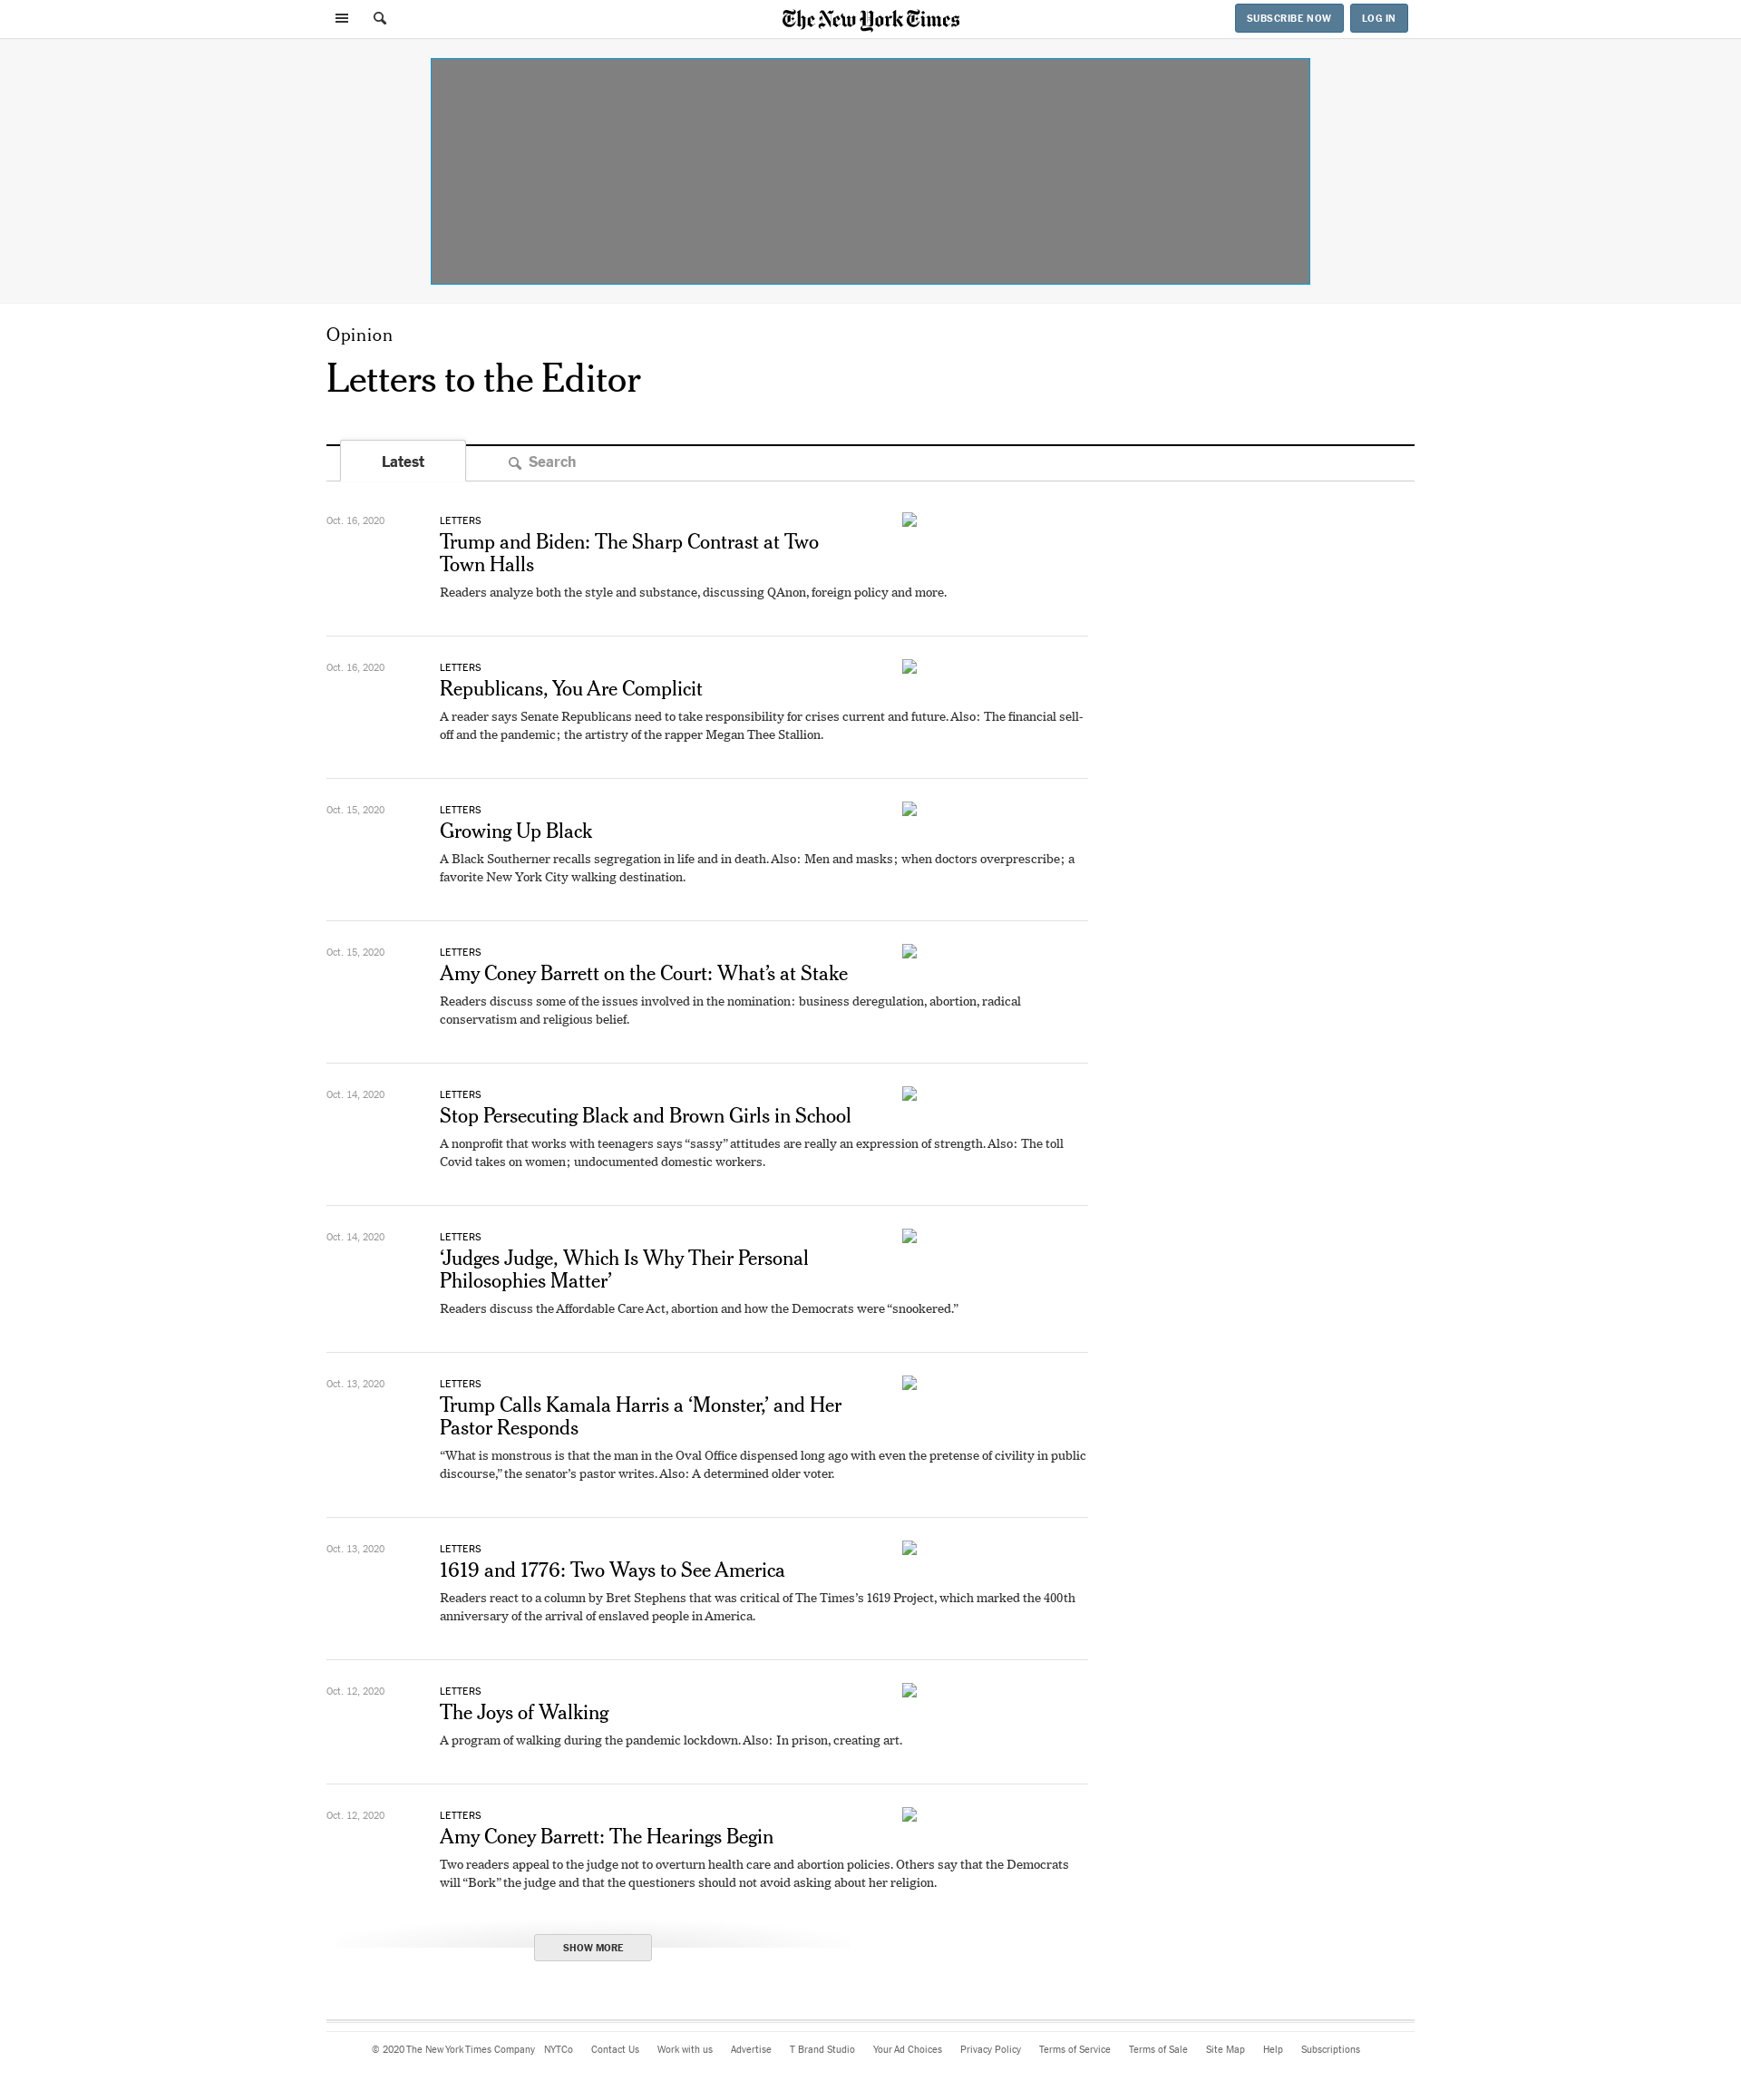 The New York Times
SUBSCRIBE NOW
LOG IN
Opinion
Letters to the Editor
Latest
Search
Oct. 16, 2020
LETTERS
Trump and Biden: The Sharp Contrast at Two
Town Halls
Readers analyze both the style and substance, discussing QAnon, foreign policy and more.
Oct. 16, 2020
LETTERS
Republicans, You Are Complicit
A reader says Senate Republicans need to take responsibility for crises current and future. Also: The financial sell-
off and the pandemic; the artistry of the rapper Megan Thee Stallion.
Oct. 15, 2020
LETTERS
Growing Up Black
A Black Southerner recalls segregation in life and in death. Also: Men and masks; when doctors overprescribe; a
favorite New York City walking destination.
Oct. 15, 2020
LETTERS
Amy Coney Barrett on the Court: What’s at Stake
Readers discuss some of the issues involved in the nomination: business deregulation, abortion, radical
conservatism and religious belief.
Oct. 14, 2020
LETTERS
Stop Persecuting Black and Brown Girls in School
A nonprofit that works with teenagers says “sassy” attitudes are really an expression of strength. Also: The toll
Covid takes on women; undocumented domestic workers.
Oct. 14, 2020
LETTERS
‘Judges Judge, Which Is Why Their Personal
Philosophies Matter’
Readers discuss the Affordable Care Act, abortion and how the Democrats were “snookered.”
Oct. 13, 2020
LETTERS
Trump Calls Kamala Harris a ‘Monster,’ and Her
Pastor Responds
“What is monstrous is that the man in the Oval Office dispensed long ago with even the pretense of civility in public
discourse,” the senator’s pastor writes. Also: A determined older voter.
Oct. 13, 2020
LETTERS
1619 and 1776: Two Ways to See America
Readers react to a column by Bret Stephens that was critical of The Times’s 1619 Project, which marked the 400th
anniversary of the arrival of enslaved people in America.
Oct. 12, 2020
LETTERS
The Joys of Walking
A program of walking during the pandemic lockdown. Also: In prison, creating art.
Oct. 12, 2020
LETTERS
Amy Coney Barrett: The Hearings Begin
Two readers appeal to the judge not to overturn health care and abortion policies. Others say that the Democrats
will “Bork” the judge and that the questioners should not avoid asking about her religion.
SHOW MORE
© 2020 The New York Times Company NYTCo Contact Us Work with us Advertise T Brand Studio Your Ad Choices Privacy Policy Terms of Service Terms of Sale Site Map Help Subscriptions